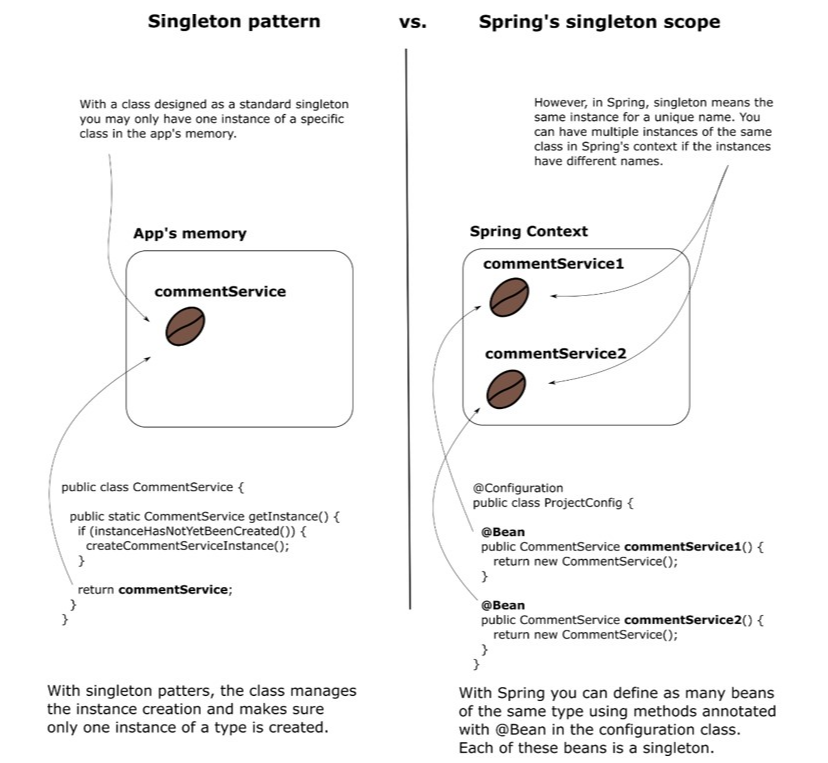 Singleton pattern vs. Spring's singleton scope
With a class designed as a standard singleton
you may only have one instance of a specific
class in the app's memory.
App's memory
commentService
public class CommentService {
public static CommentService getInstance() {
if (instanceHasNotYetBeenCreated()) {
createCommentServiceInstance();
}
return commentService;
}
}
With singleton patters, the class manages
the instance creation and makes sure
only one instance of a type is created.
However, in Spring, singleton means the
same instance for a unique name. You
can have multiple instances of the same
class in Spring's context if the instances
have different names.
Spring Context
commentService1
commentService2
@Configuration
public class ProjectConfig {
@Bean
public CommentService commentService1() {
return new CommentService();
}
@Bean
public CommentService commentService2() {
return new CommentService();
}
}
With Spring you can define as many beans
of the same type using methods annotated
with @Bean in the configuration class.
Each of these beans is a singleton.